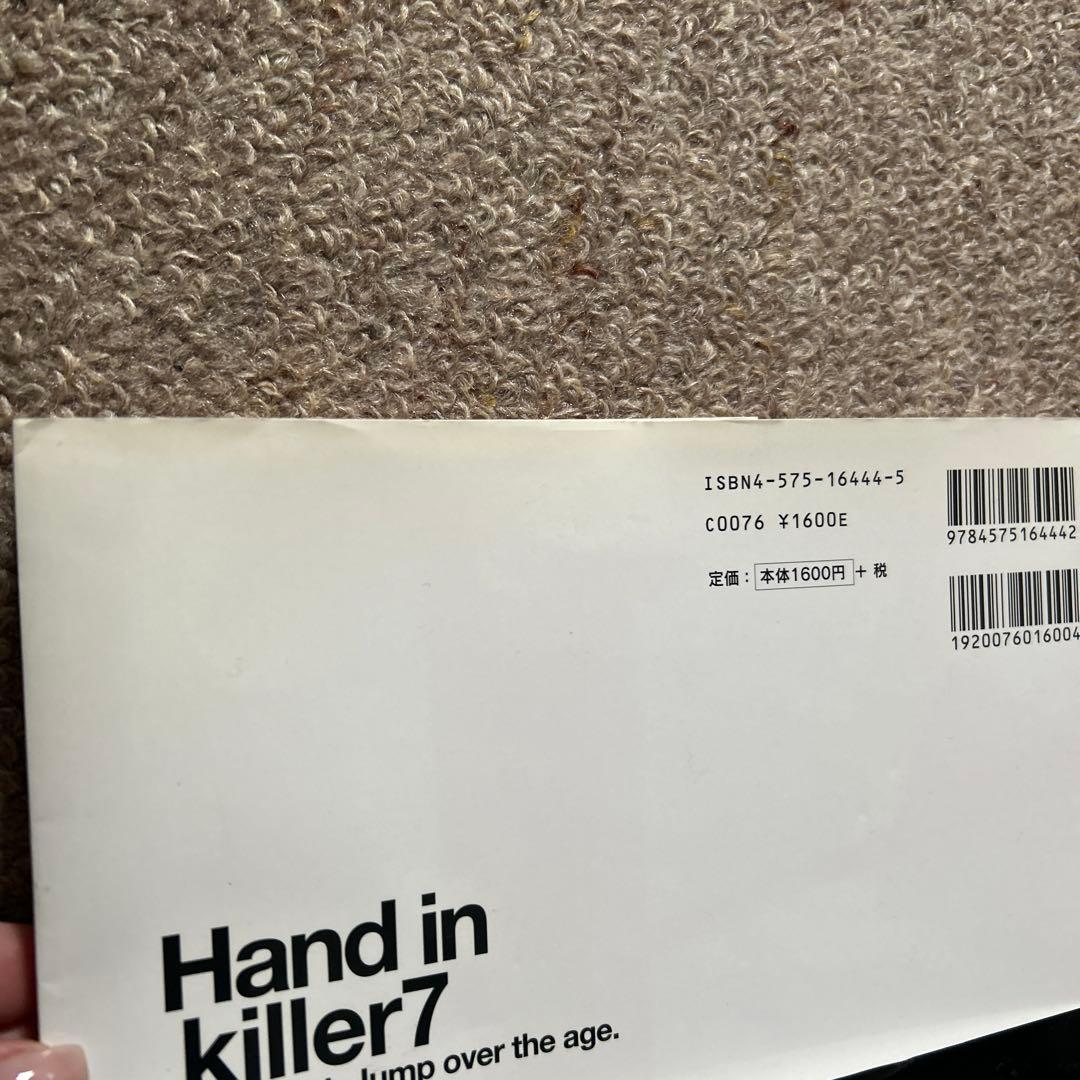 ISBN4-575-16444-5
C0076 ¥1600E
定価：本体1600円＋税
9784575164442
1920076016004
Hand in
killer7
Jump over the age.